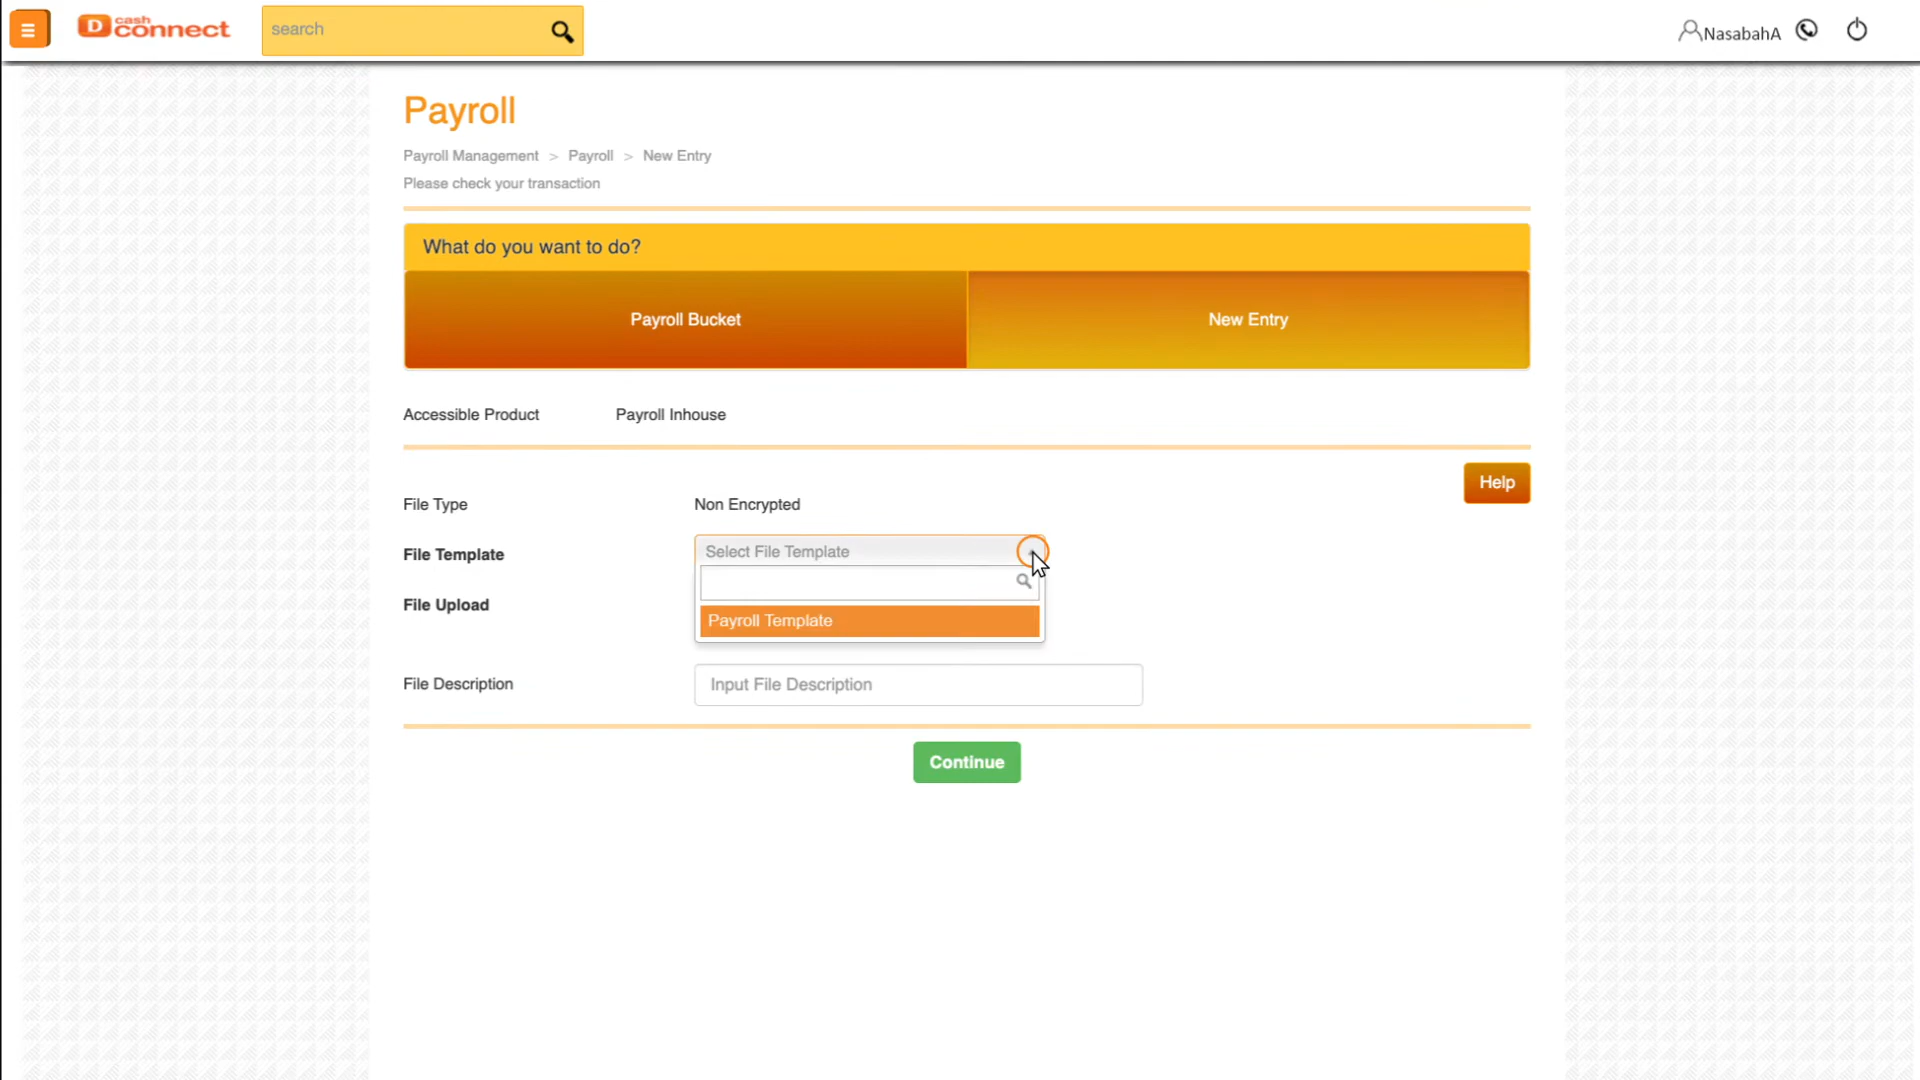 D cash connect
search
NasabahA
Payroll
Payroll Management > Payroll > New Entry
Please check your transaction
What do you want to do?
Payroll Bucket
New Entry
Accessible Product
Payroll Inhouse
Help
File Type
Non Encrypted
File Template
Select File Template
Payroll Template
File Upload
File Description
Input File Description
Continue